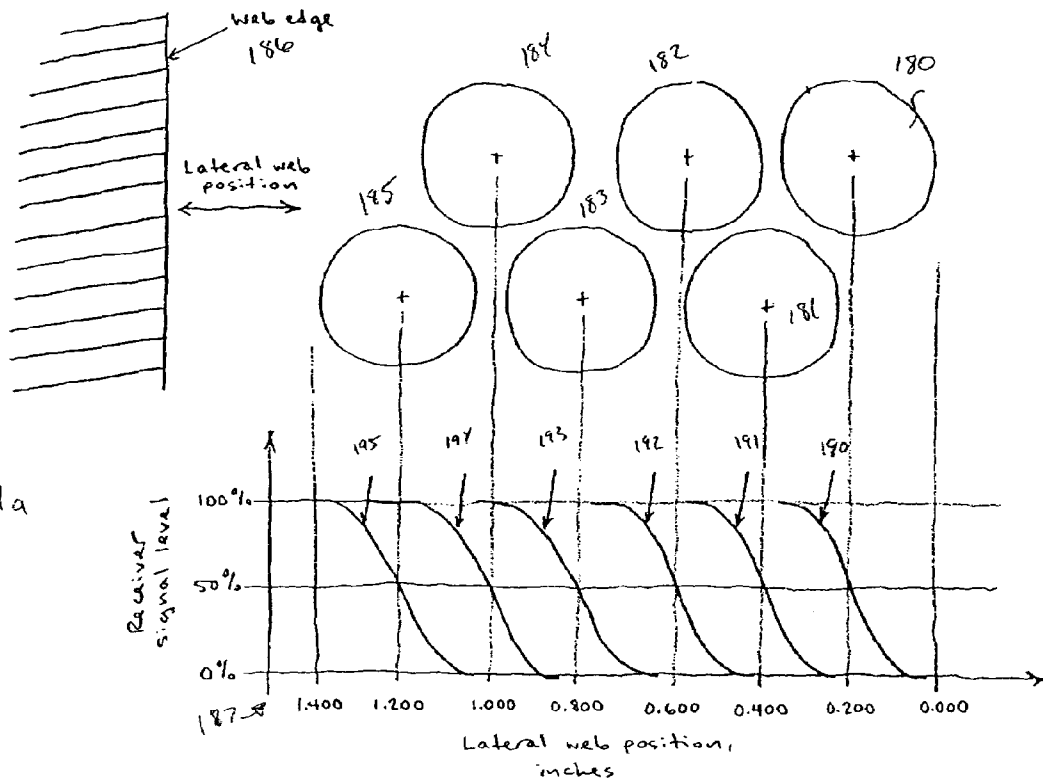 Web edge
186
184
182
180
Lateral web
position
185
183
181
195
194
193
192
191
190
100%
50%
0%
Receiver
signal level
187
1.400 1.200 1.000 0.800 0.600 0.400 0.200 0.000
Lateral web position,
inches